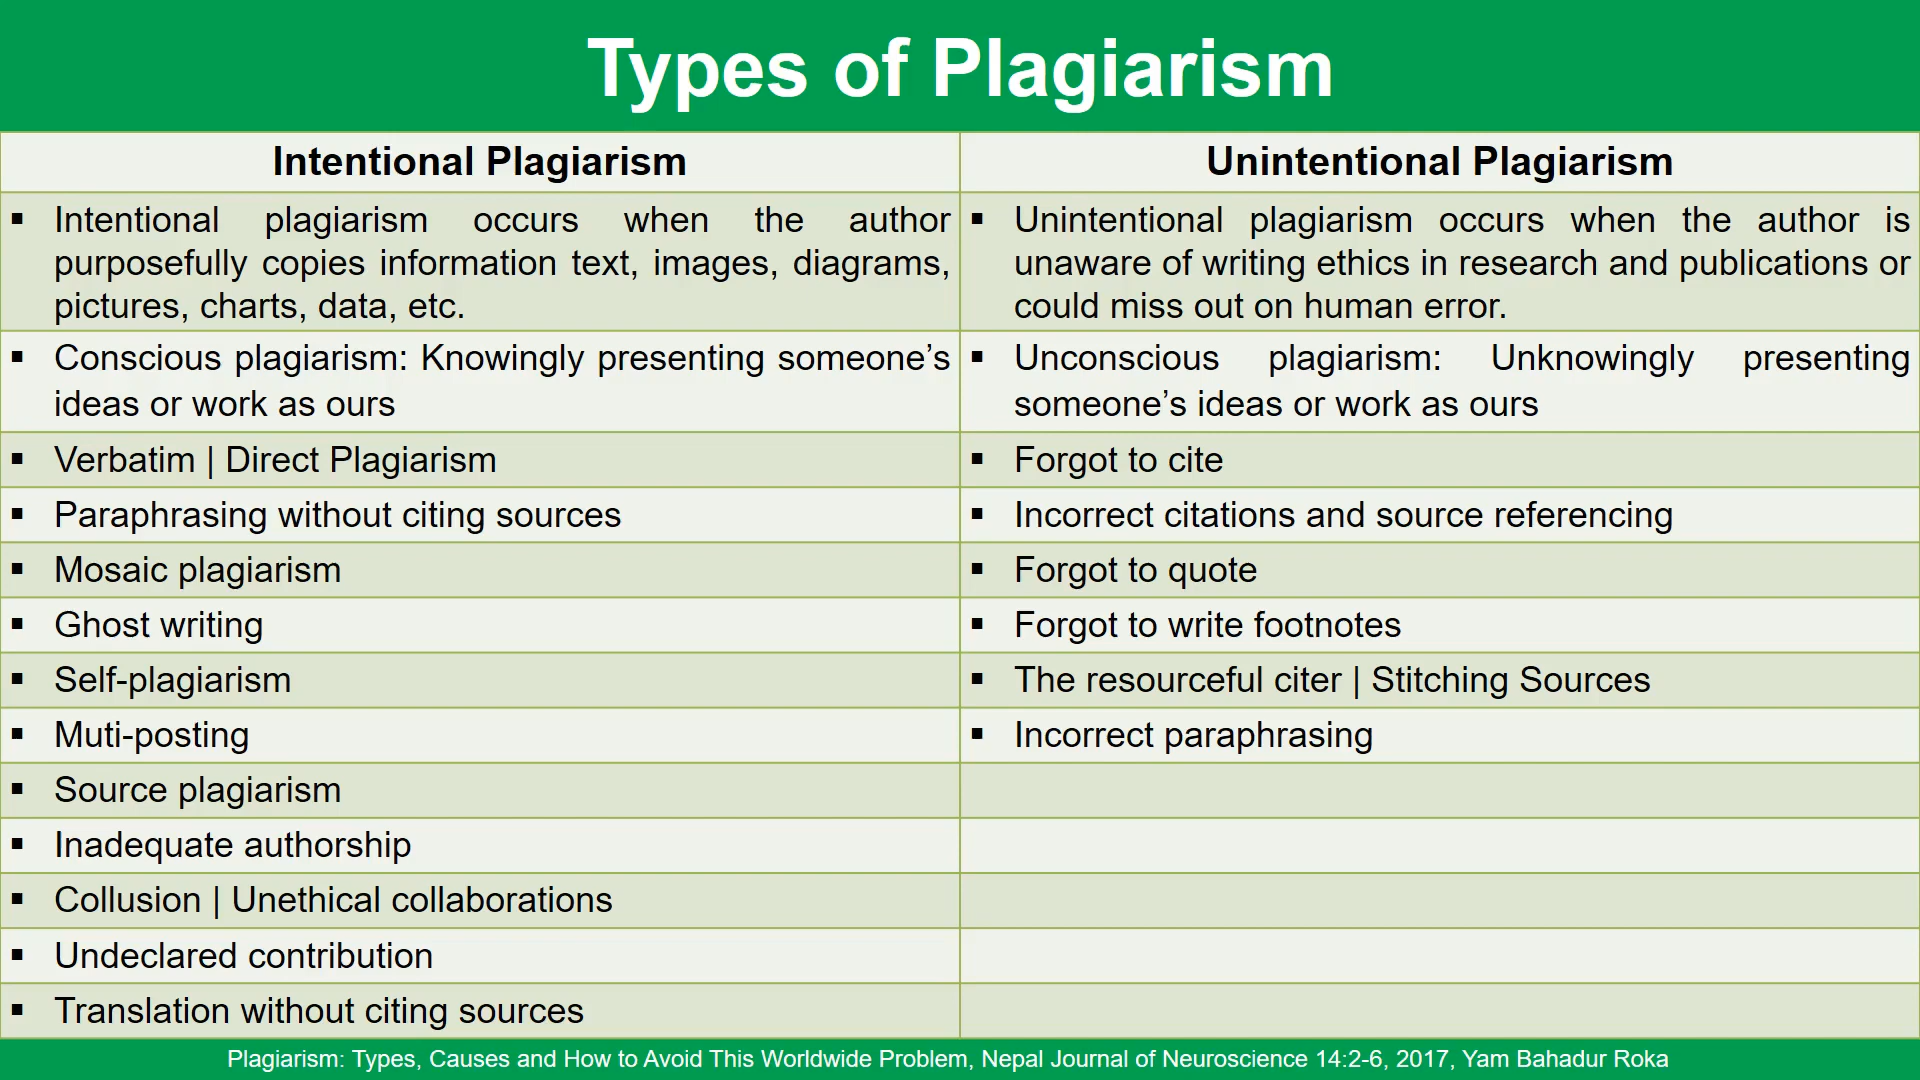 Types of Plagiarism
Intentional Plagiarism
Unintentional Plagiarism
▪ Intentional plagiarism occurs when the author
purposefully copies information text, images, diagrams,
pictures, charts, data, etc.
▪ Unintentional plagiarism occurs when the author is
unaware of writing ethics in research and publications or
could miss out on human error.
▪ Conscious plagiarism: Knowingly presenting someone’s
ideas or work as ours
▪ Unconscious plagiarism: Unknowingly presenting
someone’s ideas or work as ours
▪ Verbatim | Direct Plagiarism
▪ Forgot to cite
▪ Paraphrasing without citing sources
▪ Incorrect citations and source referencing
▪ Mosaic plagiarism
▪ Forgot to quote
▪ Ghost writing
▪ Forgot to write footnotes
▪ Self-plagiarism
▪ The resourceful citer | Stitching Sources
▪ Muti-posting
▪ Incorrect paraphrasing
▪ Source plagiarism
▪ Inadequate authorship
▪ Collusion | Unethical collaborations
▪ Undeclared contribution
▪ Translation without citing sources
Plagiarism: Types, Causes and How to Avoid This Worldwide Problem, Nepal Journal of Neuroscience 14:2-6, 2017, Yam Bahadur Roka